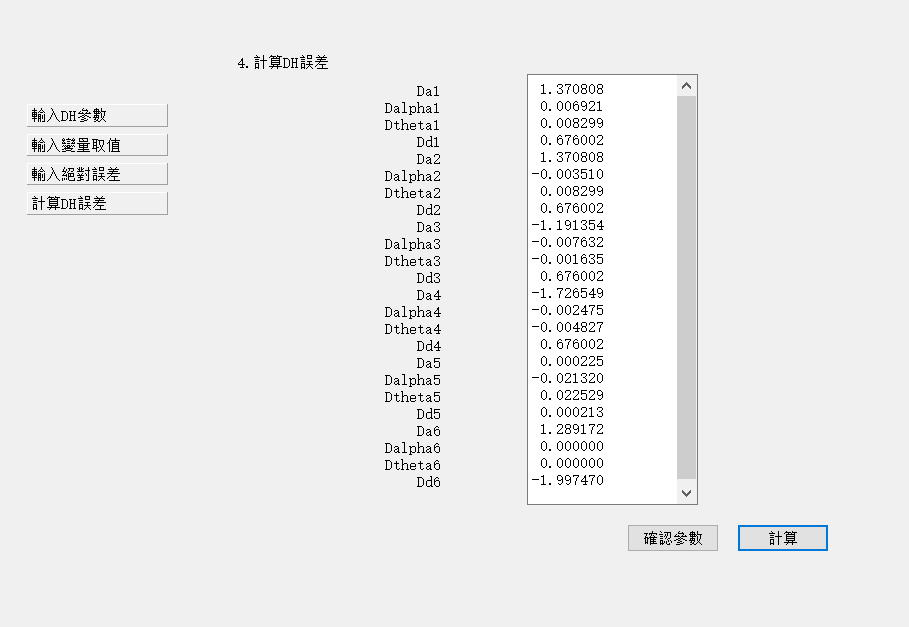 4.計算DH誤差
輸入DH參數
輸入變量取值
輸入絕對誤差
計算DH誤差
Da1 1.370808
Dalpha1 0.006921
Dtheta1 0.008299
Dd1 0.676002
Da2 1.370808
Dalpha2 -0.003510
Dtheta2 0.008299
Dd2 0.676002
Da3 -1.191354
Dalpha3 -0.007632
Dtheta3 -0.001635
Dd3 0.676002
Da4 -1.726549
Dalpha4 -0.002475
Dtheta4 -0.004827
Dd4 0.676002
Da5 0.000225
Dalpha5 -0.021320
Dtheta5 0.022529
Dd5 0.000213
Da6 1.289172
Dalpha6 0.000000
Dtheta6 0.000000
Dd6 -1.997470
確認參數 計算